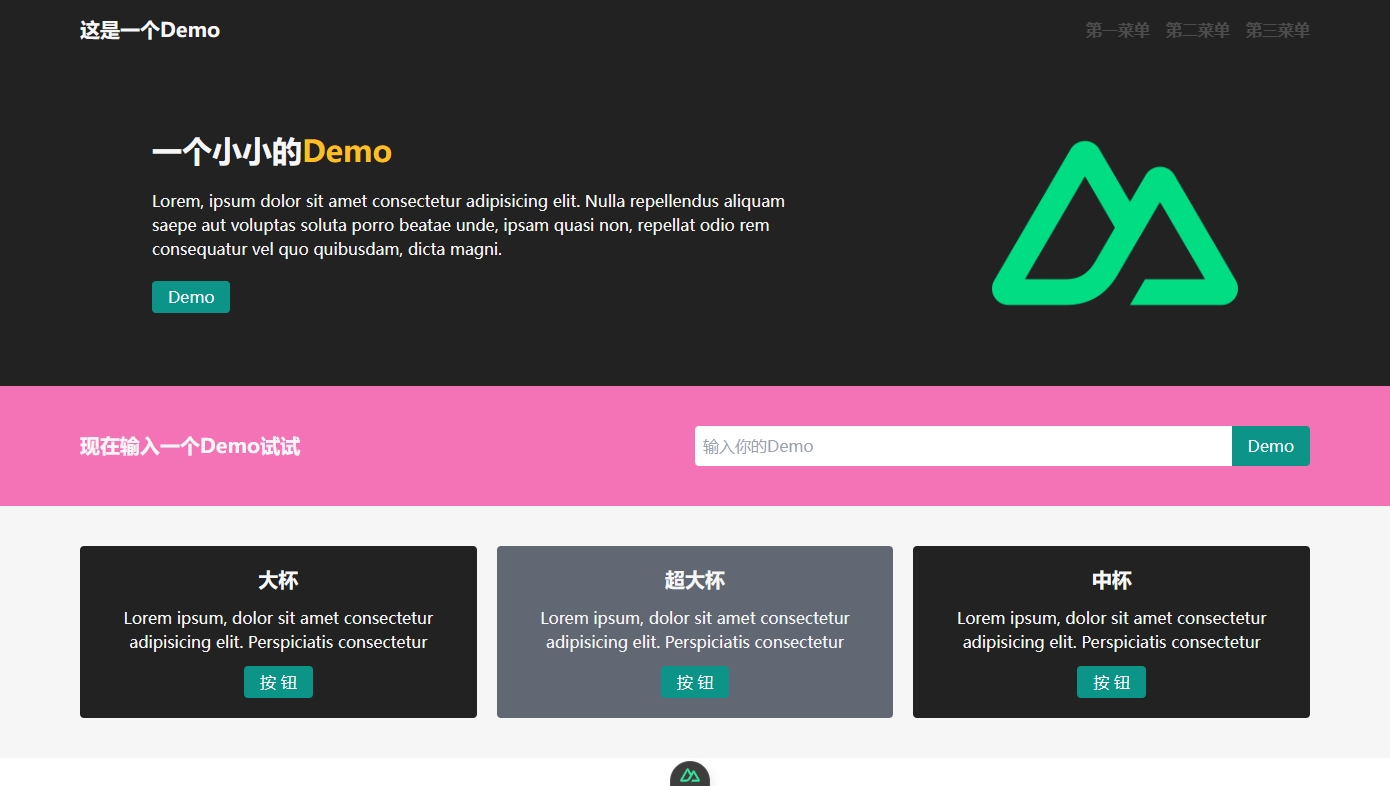 这是一个Demo
第一菜单 第二菜单 第三菜单
一个小小的Demo
Lorem, ipsum dolor sit amet consectetur adipisicing elit. Nulla repellendus aliquam
saepe aut voluptas soluta porro beatae unde, ipsam quasi non, repellat odio rem
consequatur vel quo quibusdam, dicta magni.
Demo
现在输入一个Demo试试
输入你的Demo
Demo
大杯
Lorem ipsum, dolor sit amet consectetur
adipisicing elit. Perspiciatis consectetur
按 钮
超大杯
Lorem ipsum, dolor sit amet consectetur
adipisicing elit. Perspiciatis consectetur
按 钮
中杯
Lorem ipsum, dolor sit amet consectetur
adipisicing elit. Perspiciatis consectetur
按 钮